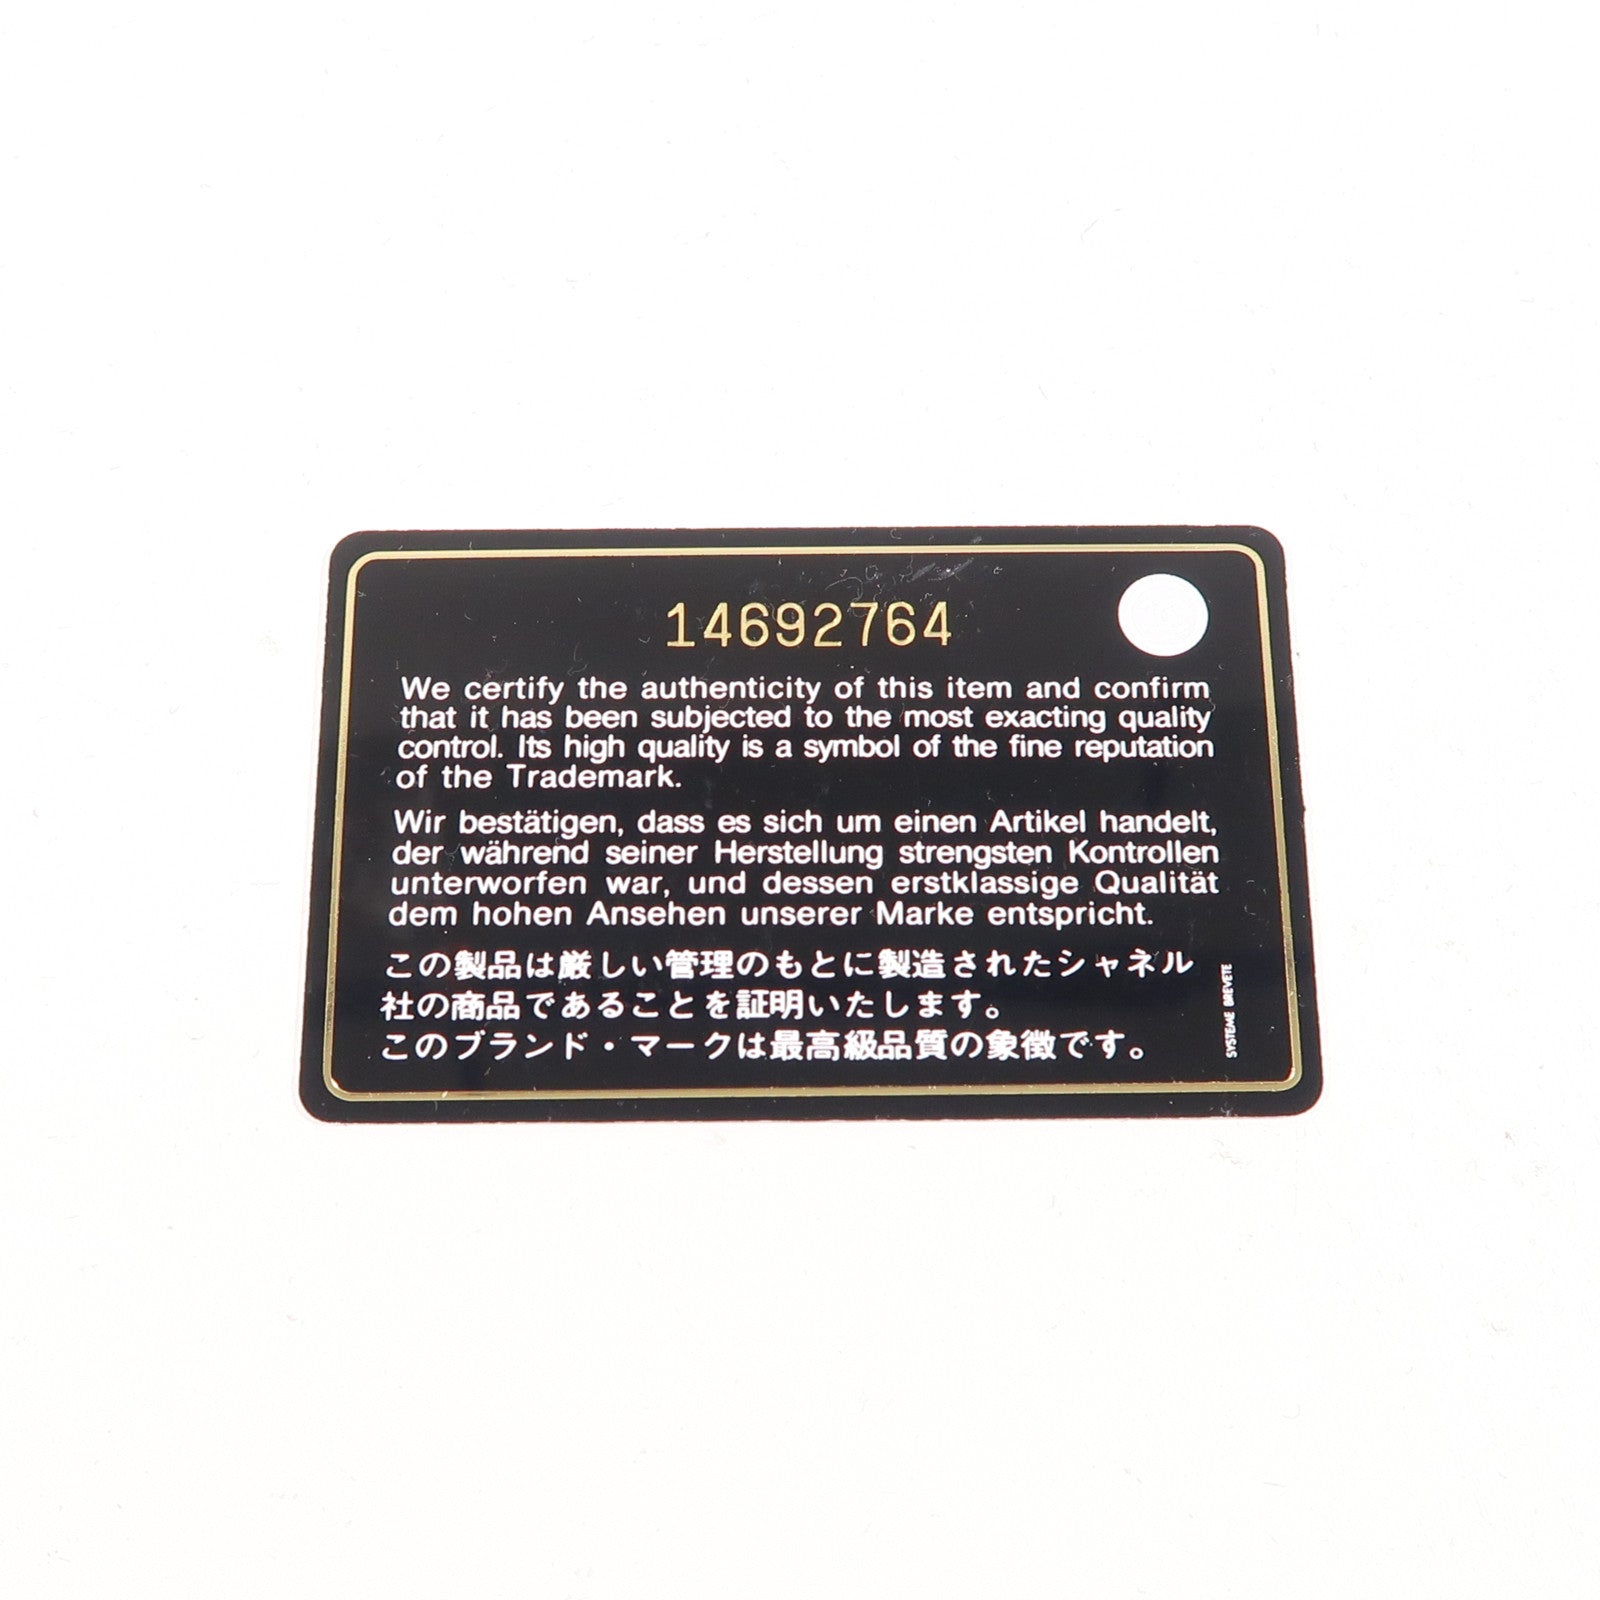 14692764
We certify the authenticity of this item and confirm
that it has been subjected to the most exacting quality
control. Its high quality is a symbol of the fine reputation
of the Trademark.
Wir bestätigen, dass es sich um einen Artikel handelt,
der während seiner Herstellung strengsten Kontrollen
unterworfen war, und dessen erstklassige Qualität
dem hohen Ansehen unserer Marke entspricht.
この製品は厳しい管理のもとに製造されたシャネル
社の商品であることを証明いたします。
このブランド・マークは最高級品質の象徴です。
SYSTEME BREVETE